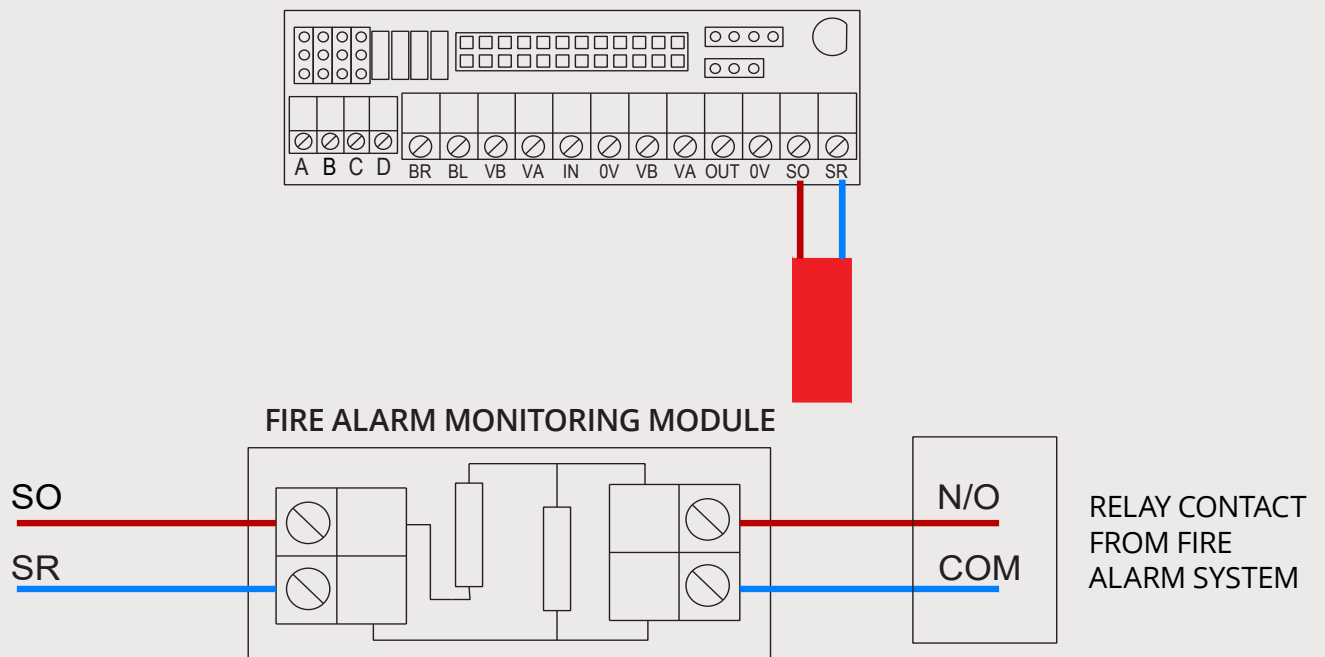 A B C D BR BL VB VA IN 0V VB VA OUT 0V SO SR
FIRE ALARM MONITORING MODULE
SO
SR
N/O
COM
RELAY CONTACT
FROM FIRE
ALARM SYSTEM